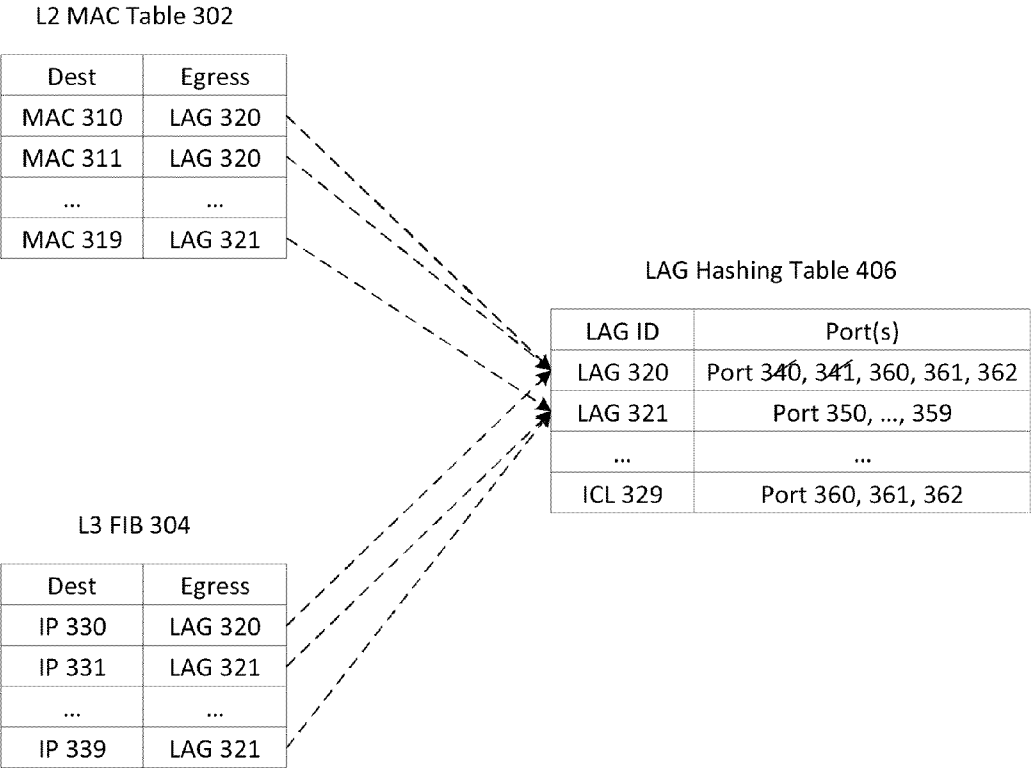 L2 MAC Table 302
Dest Egress
MAC 310 LAG 320
MAC 311 LAG 320
... ...
MAC 319 LAG 321
LAG Hashing Table 406
LAG ID Port(s)
LAG 320 Port 340, 341, 360, 361, 362
LAG 321 Port 350, ..., 359
... ...
ICL 329 Port 360, 361, 362
L3 FIB 304
Dest Egress
IP 330 LAG 320
IP 331 LAG 321
... ...
IP 339 LAG 321